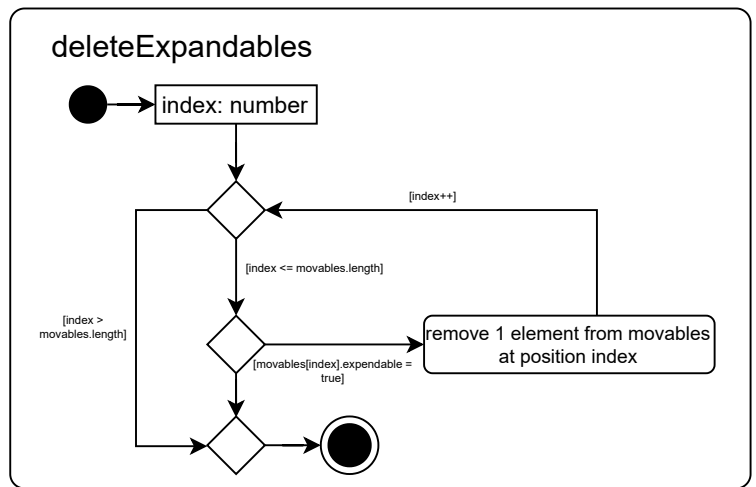 deleteExpandables
index: number
[index++]
[index <= movables.length]
[index >
movables.length]
remove 1 element from movables
at position index
[movables[index].expendable =
true]